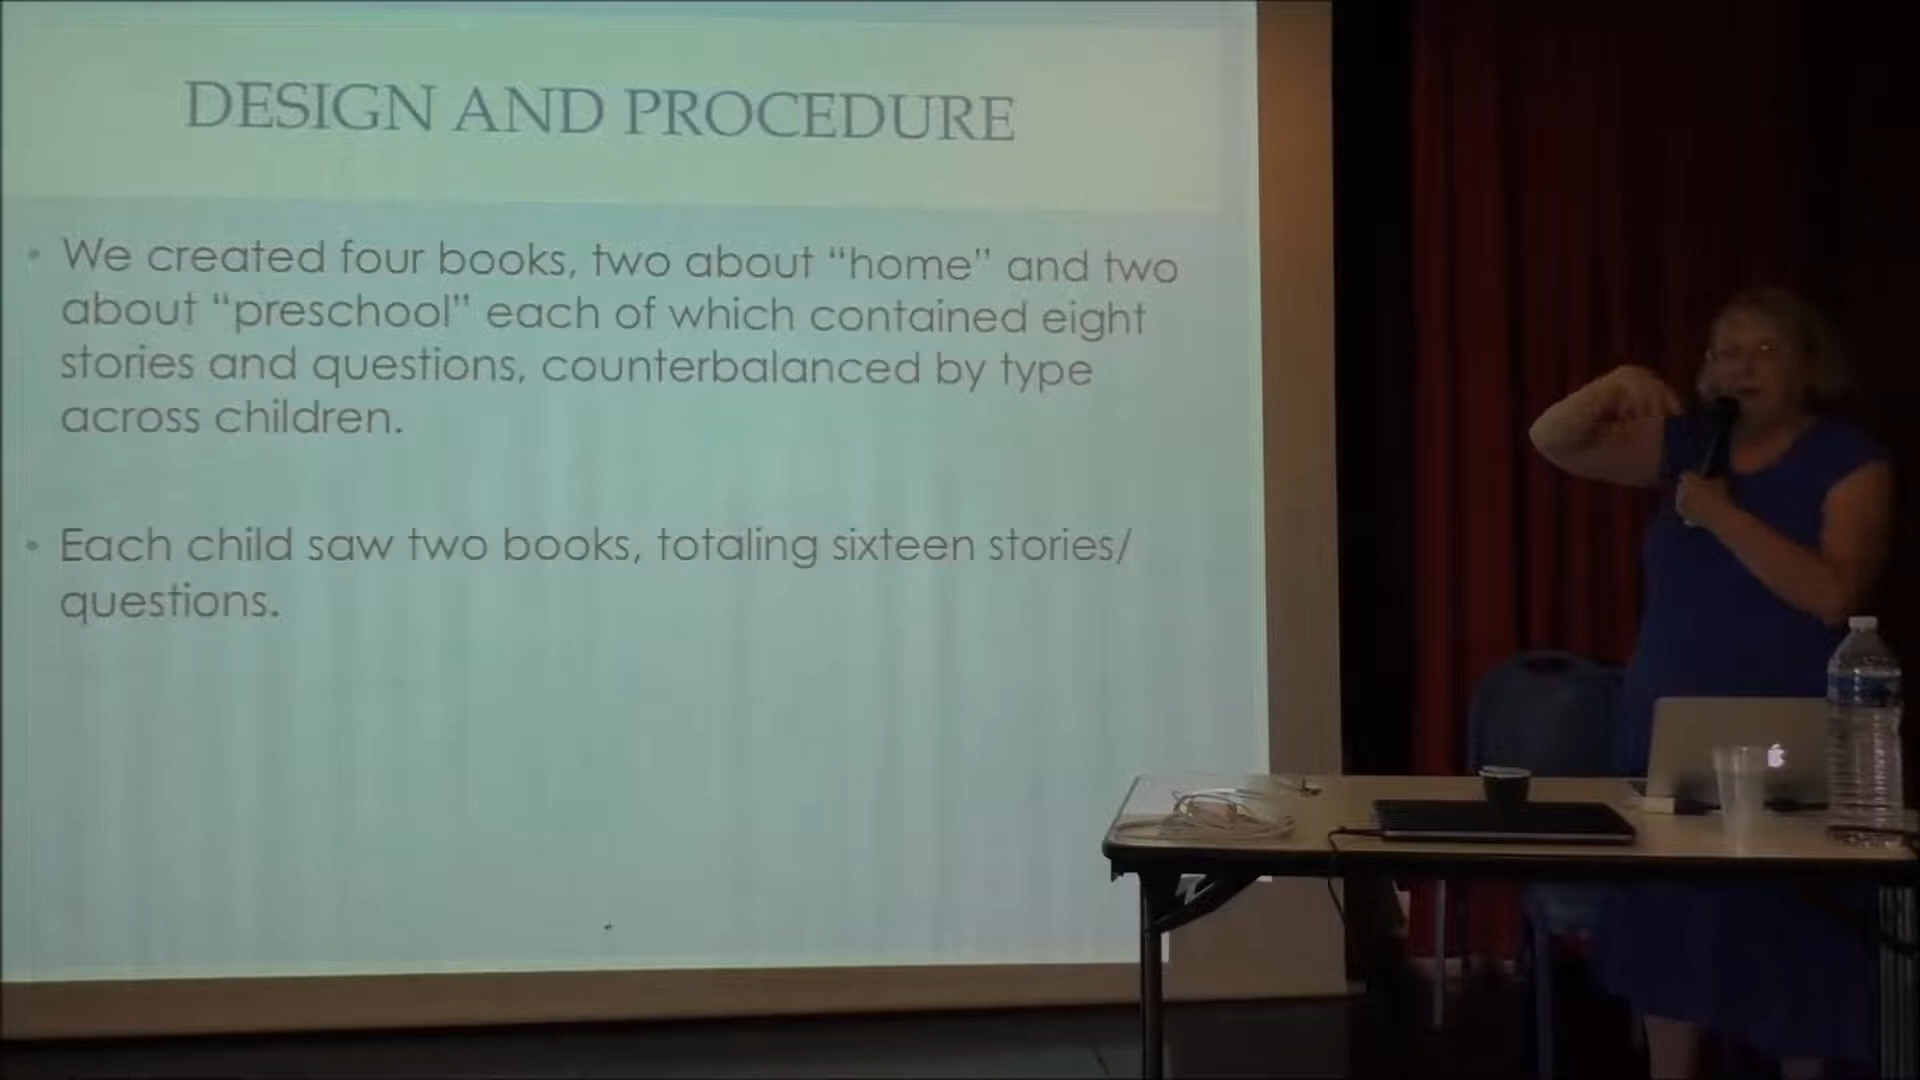 DESIGN AND PROCEDURE
• We created four books, two about “home” and two
about “preschool” each of which contained eight
stories and questions, counterbalanced by type
across children.
• Each child saw two books, totaling sixteen stories/
questions.